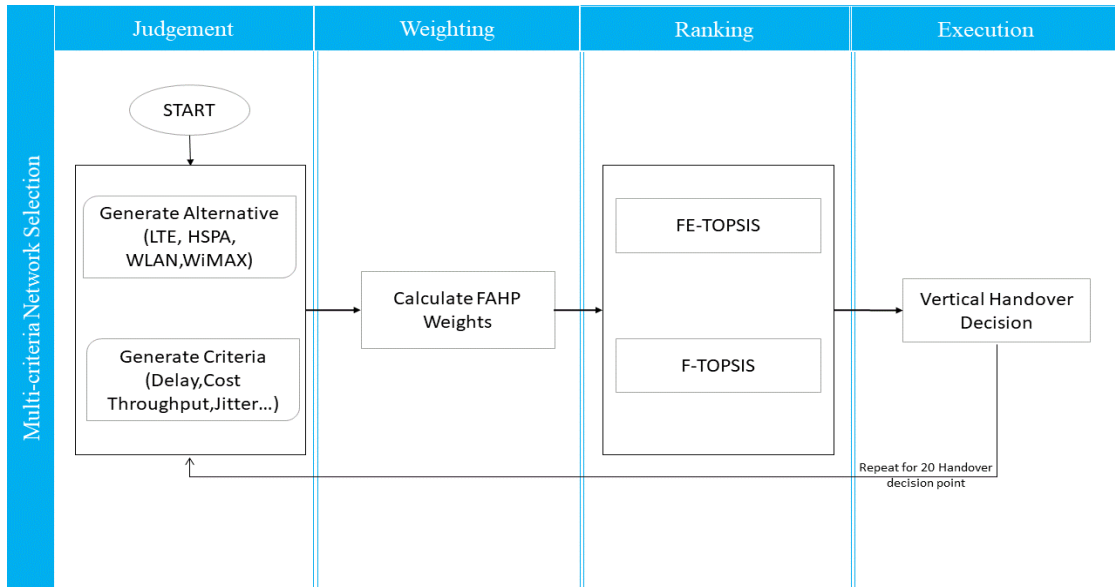 Judgement
Weighting
Ranking
Execution
Multi-criteria Network Selection
START
Generate Alternative
(LTE, HSPA,
WLAN,WiMAX)
Generate Criteria
(Delay,Cost
Throughput,Jitter...)
Calculate FAHP
Weights
FE-TOPSIS
F-TOPSIS
Vertical Handover
Decision
Repeat for 20 Handover
decision point